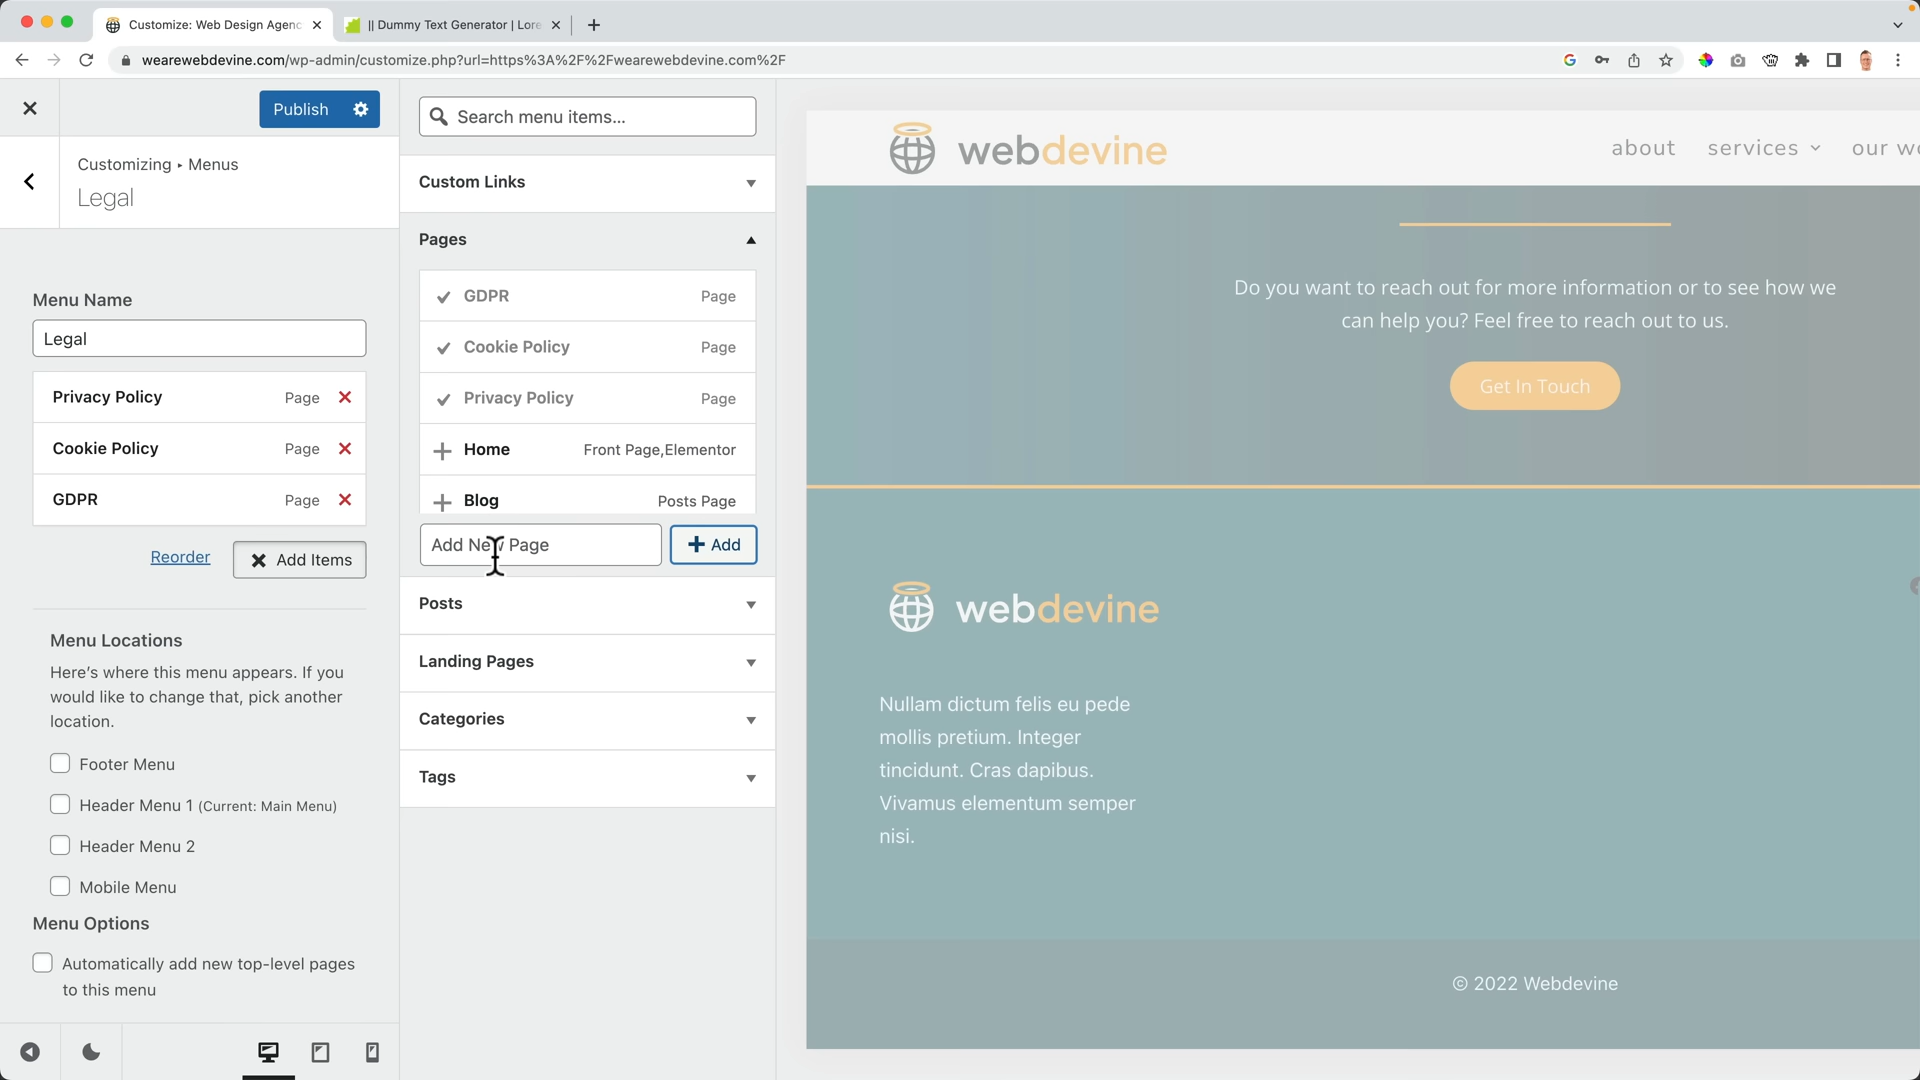 Customize: Web Design Agenc
|| Dummy Text Generator | Lore
wearewebdevine.com/wp-admin/customize.php?url=https%3A%2F%2Fwearewebdevine.com%2F
Publish
Customizing ▸ Menus
Legal
Menu Name
Legal
Privacy Policy Page
Cookie Policy Page
GDPR Page
Reorder
Add Items
Menu Locations
Here's where this menu appears. If you
would like to change that, pick another
location.
Footer Menu
Header Menu 1 (Current: Main Menu)
Header Menu 2
Mobile Menu
Menu Options
Automatically add new top-level pages
to this menu
Search menu items...
Custom Links
Pages
GDPR Page
Cookie Policy Page
Privacy Policy Page
Home Front Page,Elementor
Blog Posts Page
Add New Page
Add
Posts
Landing Pages
Categories
Tags
webdevine
about services our wo
Do you want to reach out for more information or to see how we
can help you? Feel free to reach out to us.
Get In Touch
webdevine
Nullam dictum felis eu pede
mollis pretium. Integer
tincidunt. Cras dapibus.
Vivamus elementum semper
nisi.
© 2022 Webdevine